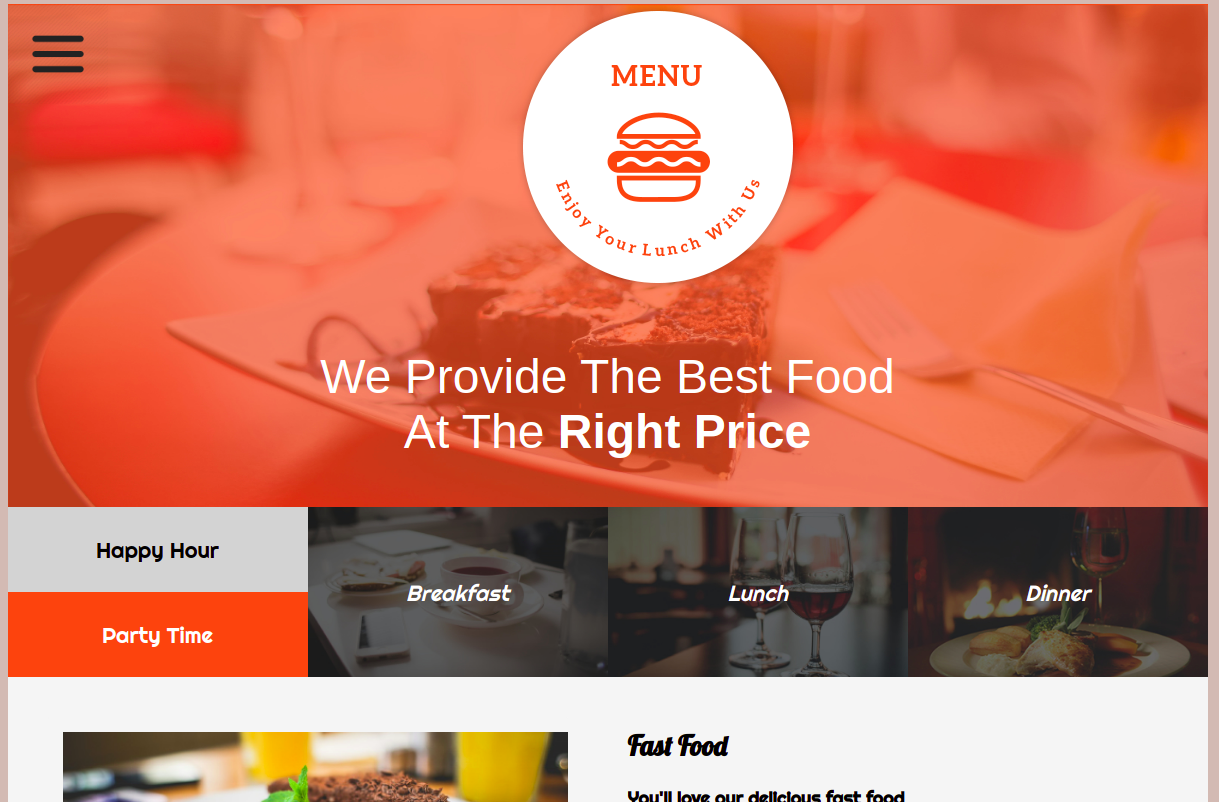 MENU
Enjoy Your Lunch With Us
We Provide The Best Food
At The Right Price
Happy Hour
Party Time
Breakfast
Lunch
Dinner
Fast Food
You'll love our delicious fast food